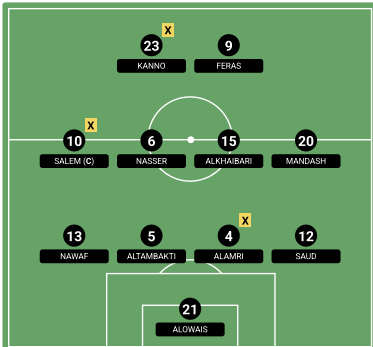 X
23 9
KANNO FERAS
X
10 6 15 20
SALEM (C) NASSER ALKHAIBARI MANDASH
X
13 5 4 12
NAWAF ALTAMBAKTI ALAMRI SAUD
21
ALOWAIS